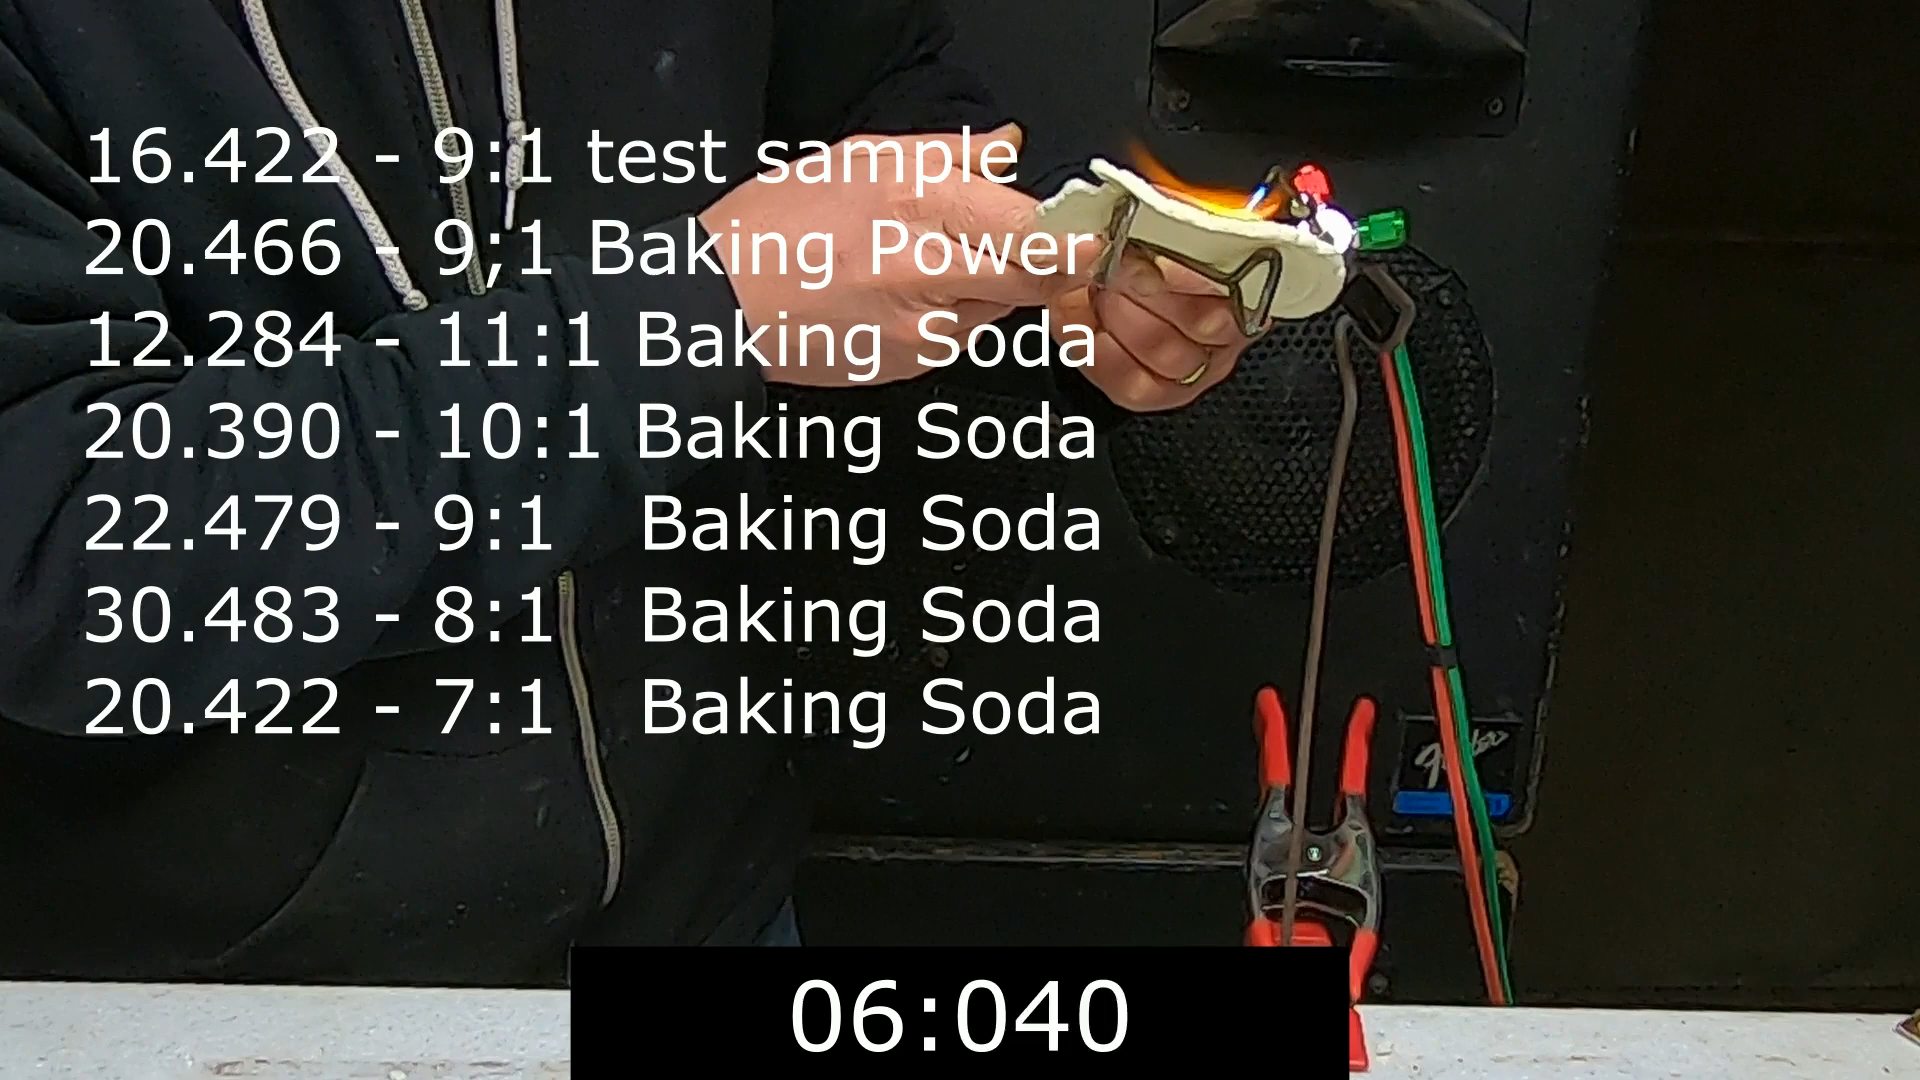 16.422 - 9:1 test sample
20.466 - 9;1 Baking Power
12.284 - 11:1 Baking Soda
20.390 - 10:1 Baking Soda
22.479 - 9:1 Baking Soda
30.483 - 8:1 Baking Soda
20.422 - 7:1 Baking Soda
06:040